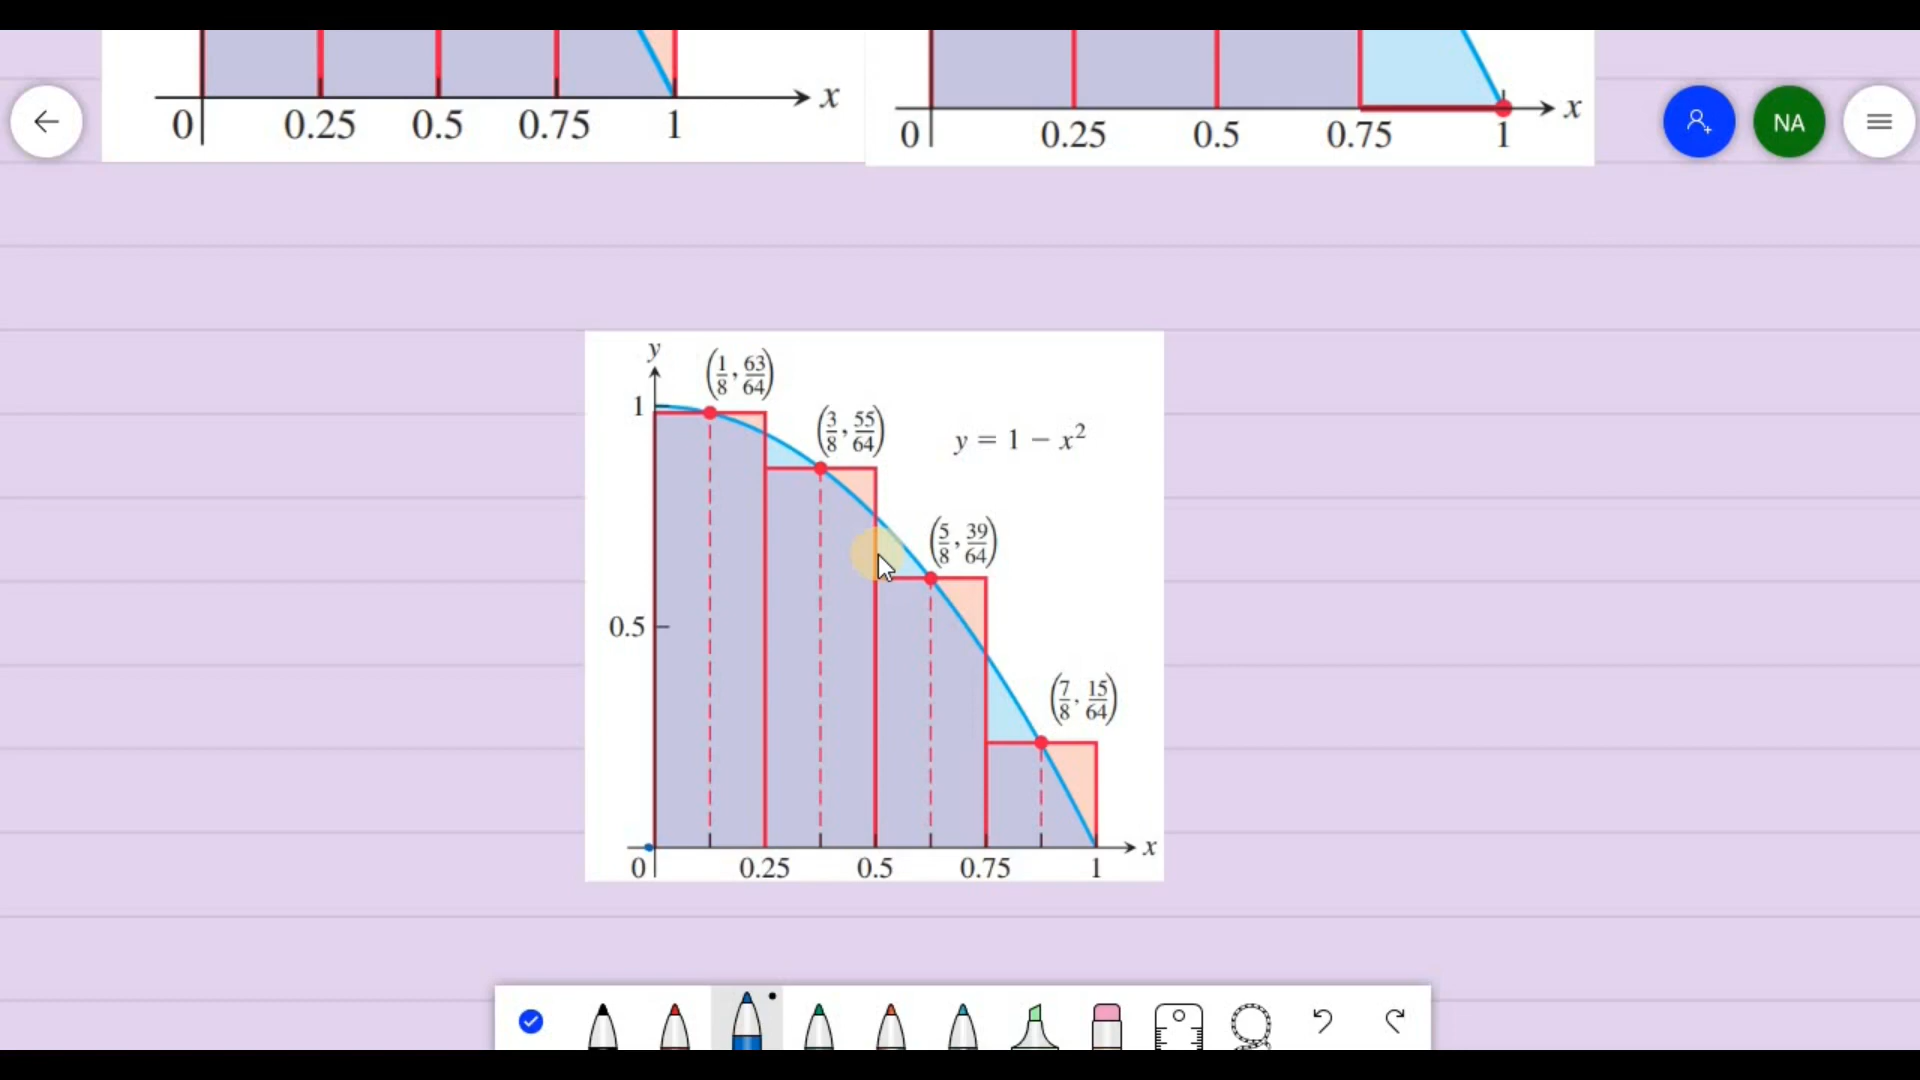 x
0 0.25 0.5 0.75 1
x
0 0.25 0.5 0.75 1
NA
y
(1/8, 63/64)
1
(3/8, 55/64)
y = 1 − x²
(5/8, 39/64)
0.5
(7/8, 15/64)
x
0 0.25 0.5 0.75 1